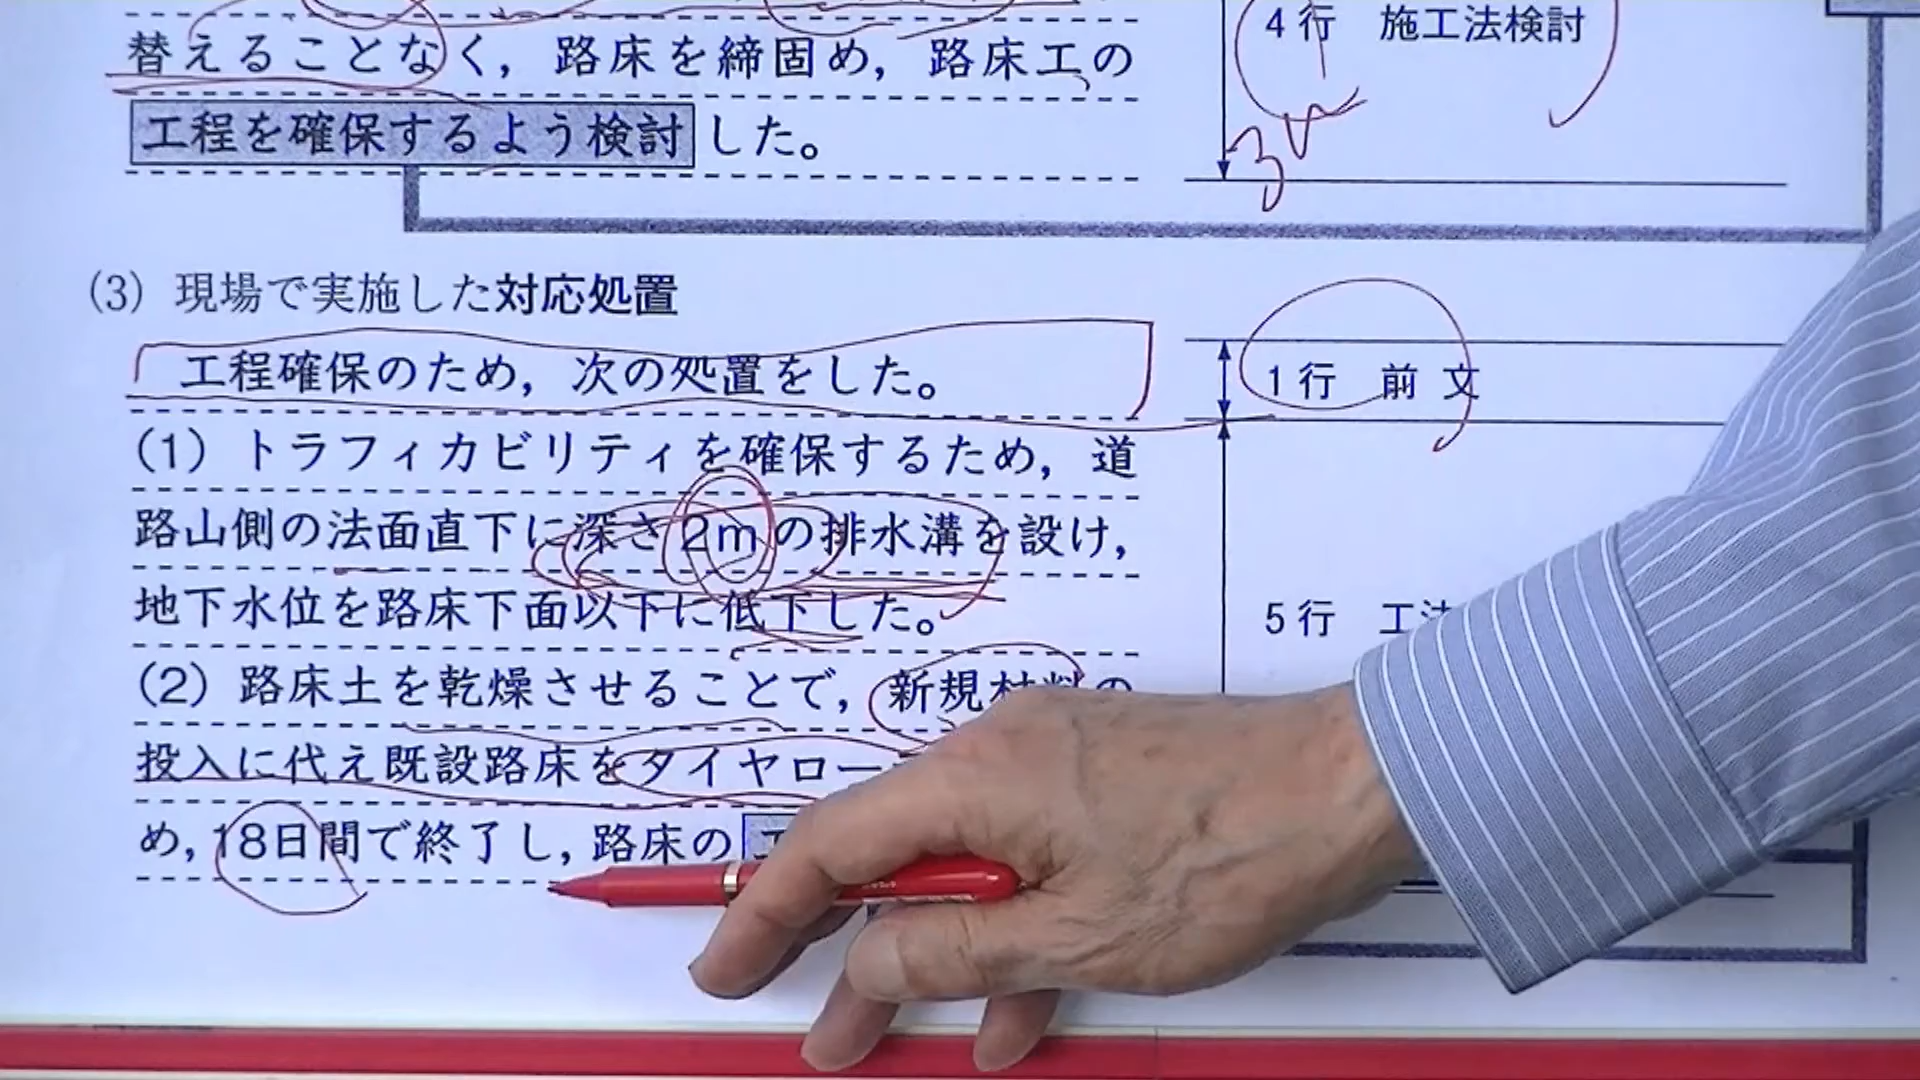 替えることなく，路床を締固め，路床工の
工程を確保するよう検討した。
4行　施工法検討
3
(3) 現場で実施した対応処置
工程確保のため，次の処置をした。
1行　前 文
(1) トラフィカビリティを確保するため，道
路山側の法面直下に深さ2mの排水溝を設け，
地下水位を路床下面以下に低下した。
5行　工法
(2) 路床土を乾燥させることで，新規材料の
投入に代え既設路床をタイヤロー
め，18日間で終了し，路床の